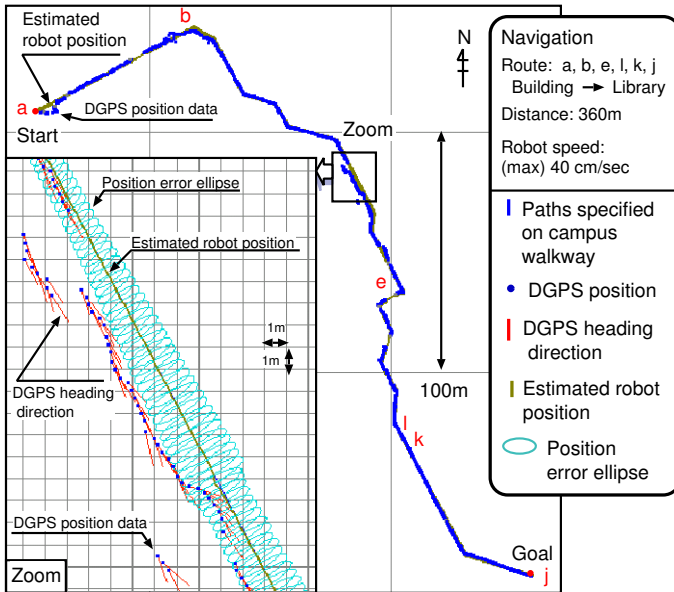 b
Estimated
robot position
a
DGPS position data
Start
N
Zoom
Position error ellipse
Estimated robot position
1m
1m
DGPS heading
direction
DGPS position data
Zoom
e
100m
l
k
Goal
j
Navigation
Route: a, b, e, l, k, j
Building → Library
Distance: 360m
Robot speed:
(max) 40 cm/sec
Paths specified
on campus
walkway
DGPS position
DGPS heading
direction
Estimated robot
position
Position
error ellipse